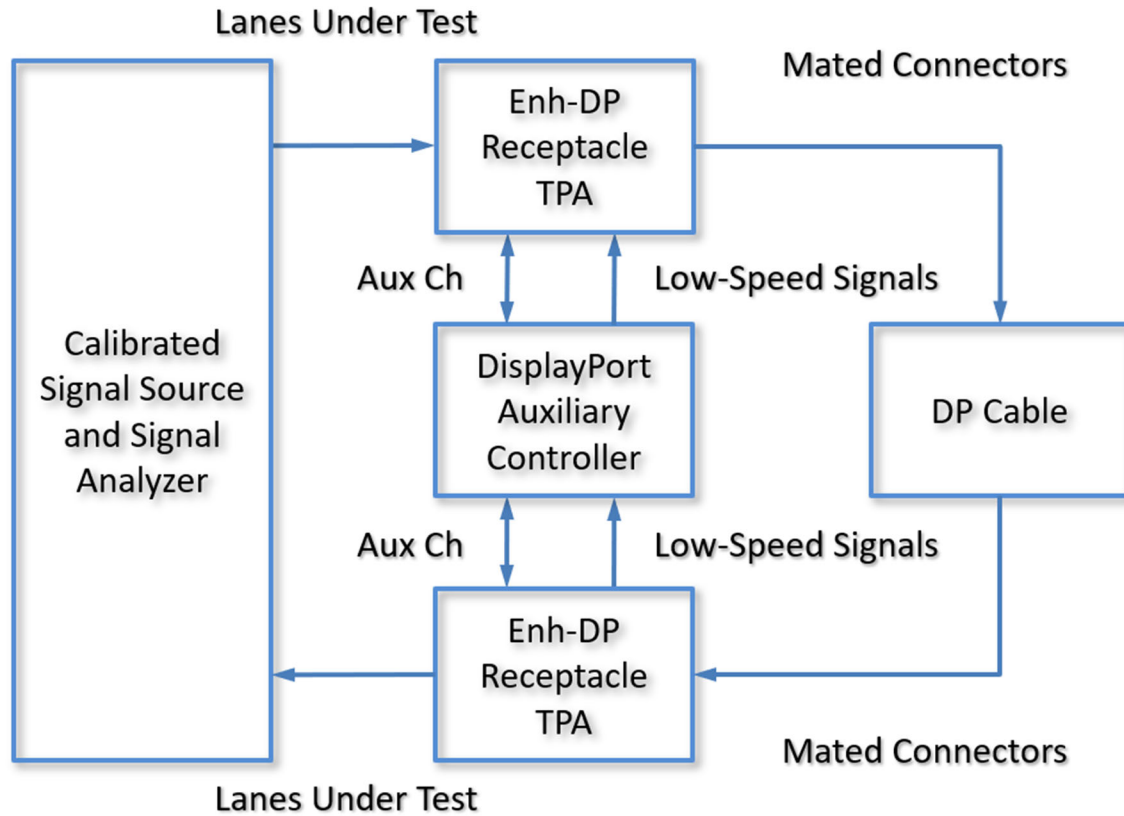 Lanes Under Test
Mated Connectors
Enh-DP
Receptacle
TPA
Aux Ch
Low-Speed Signals
Calibrated
Signal Source
and Signal
Analyzer
DisplayPort
Auxiliary
Controller
DP Cable
Aux Ch
Low-Speed Signals
Enh-DP
Receptacle
TPA
Mated Connectors
Lanes Under Test